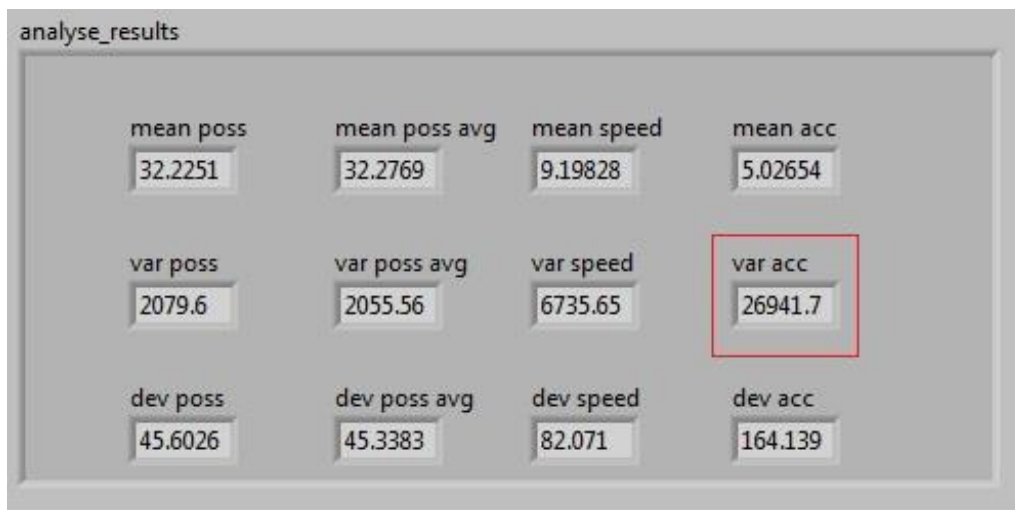 analyse_results
mean poss mean poss avg mean speed mean acc
32.2251 32.2769 9.19828 5.02654
var poss var poss avg var speed var acc
2079.6 2055.56 6735.65 26941.7
dev poss dev poss avg dev speed dev acc
45.6026 45.3383 82.071 164.139